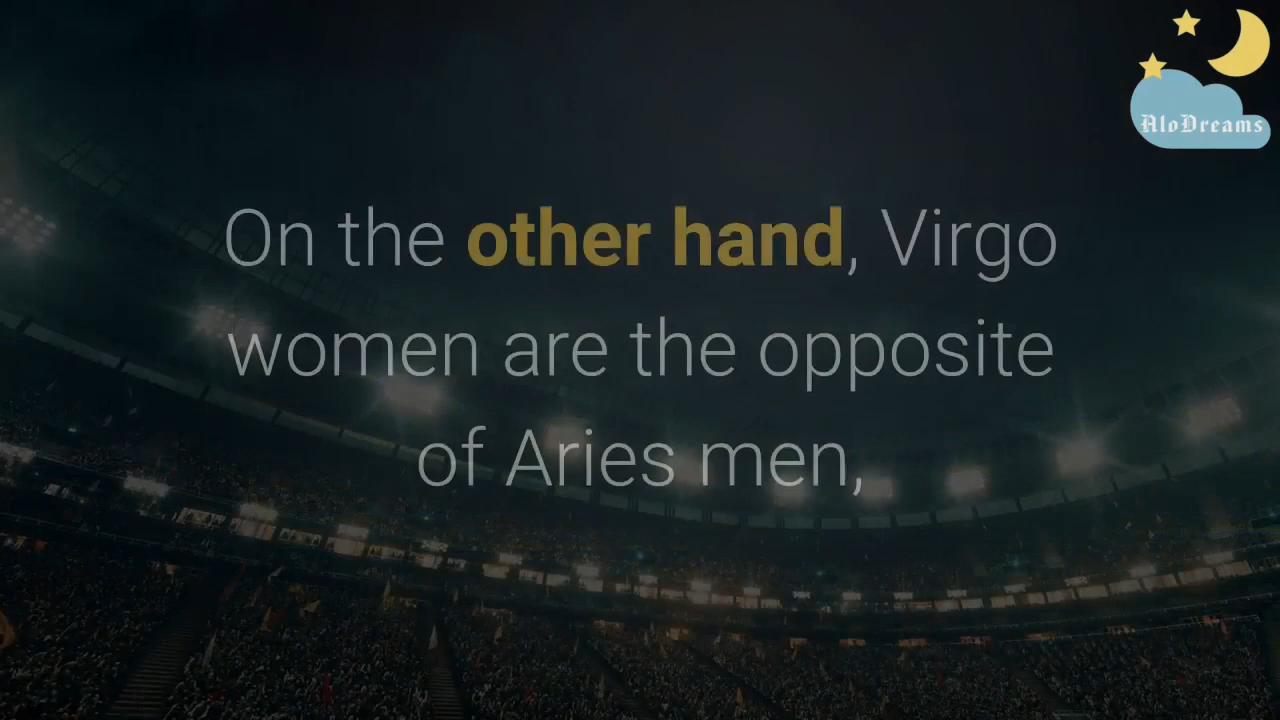 AloDreams
On the other hand, Virgo
women are the opposite
of Aries men,